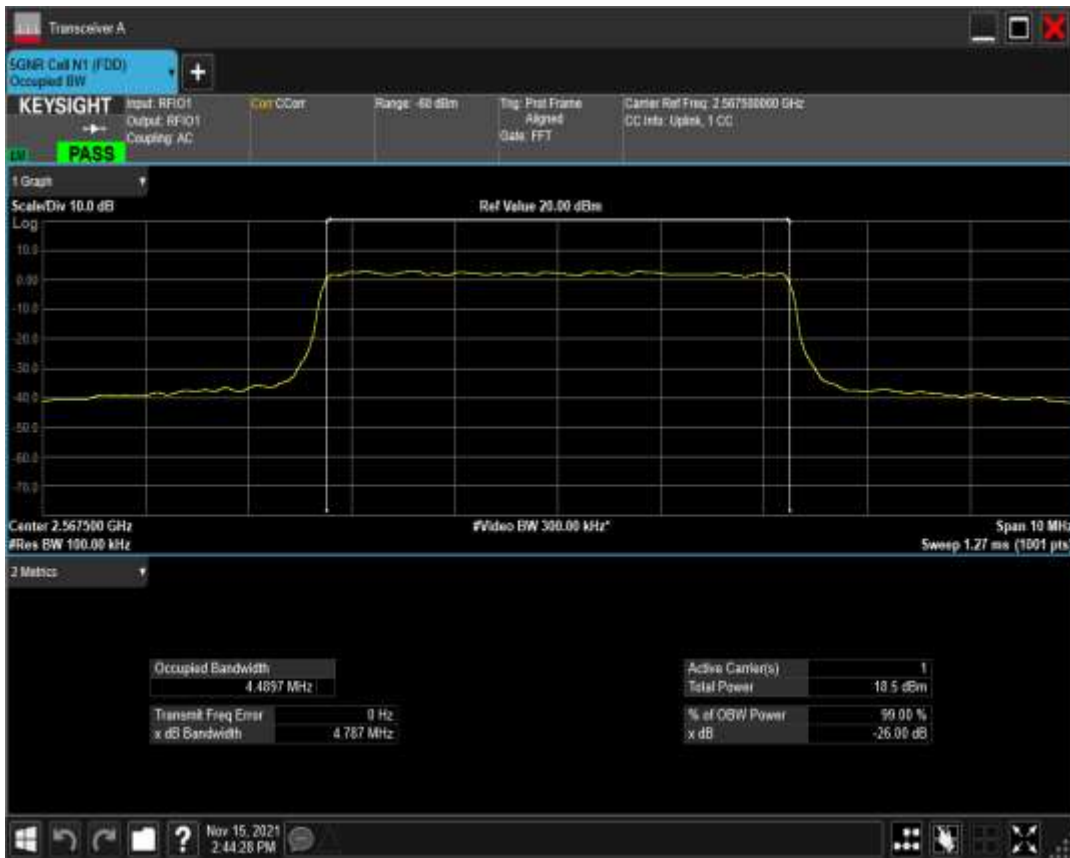 Transceiver A
5GNR Cell N1 (FDD)
Occupied BW
+
KEYSIGHT
Input: RFIO1
Output: RFIO1
Coupling: AC
Corr CCorr
Range: -60 dBm
Trig: Prot Frame
Aligned
Gate: FFT
Carrier Ref Freq: 2.567500000 GHz
CC Info: Uplink, 1 CC
PASS
1 Graph
Scale/Div 10.0 dB
Ref Value 20.00 dBm
Log
10.0
0.00
-10.0
-20.0
-30.0
-40.0
-50.0
-60.0
-70.0
Center 2.567500 GHz
#Video BW 300.00 kHz*
Span 10 MHz
#Res BW 100.00 kHz
Sweep 1.27 ms (1001 pts)
2 Metrics
Occupied Bandwidth
4.4897 MHz
Transmit Freq Error 0 Hz
x dB Bandwidth 4.787 MHz
Active Carrier(s) 1
Total Power 18.5 dBm
% of OBW Power 99.00 %
x dB -26.00 dB
?
Nov 15, 2021
2:44:28 PM